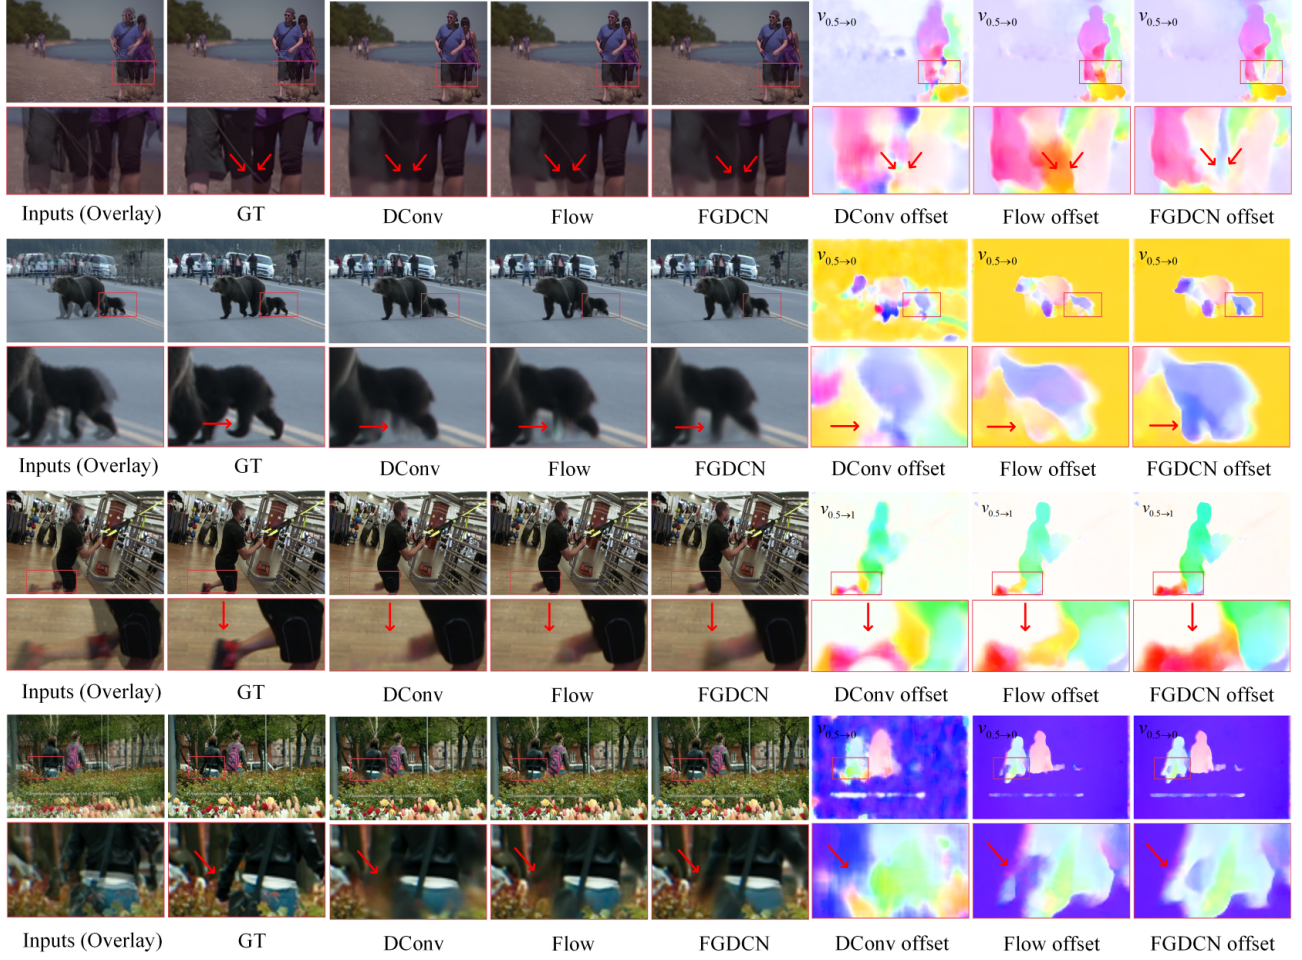 v0.5→0 v0.5→0 v0.5→0
Inputs (Overlay) GT DConv Flow FGDCN DConv offset Flow offset FGDCN offset
v0.5→0 v0.5→0 v0.5→0
Inputs (Overlay) GT DConv Flow FGDCN DConv offset Flow offset FGDCN offset
v0.5→1 v0.5→1 v0.5→1
Inputs (Overlay) GT DConv Flow FGDCN DConv offset Flow offset FGDCN offset
v0.5→0 v0.5→0 v0.5→0
Inputs (Overlay) GT DConv Flow FGDCN DConv offset Flow offset FGDCN offset